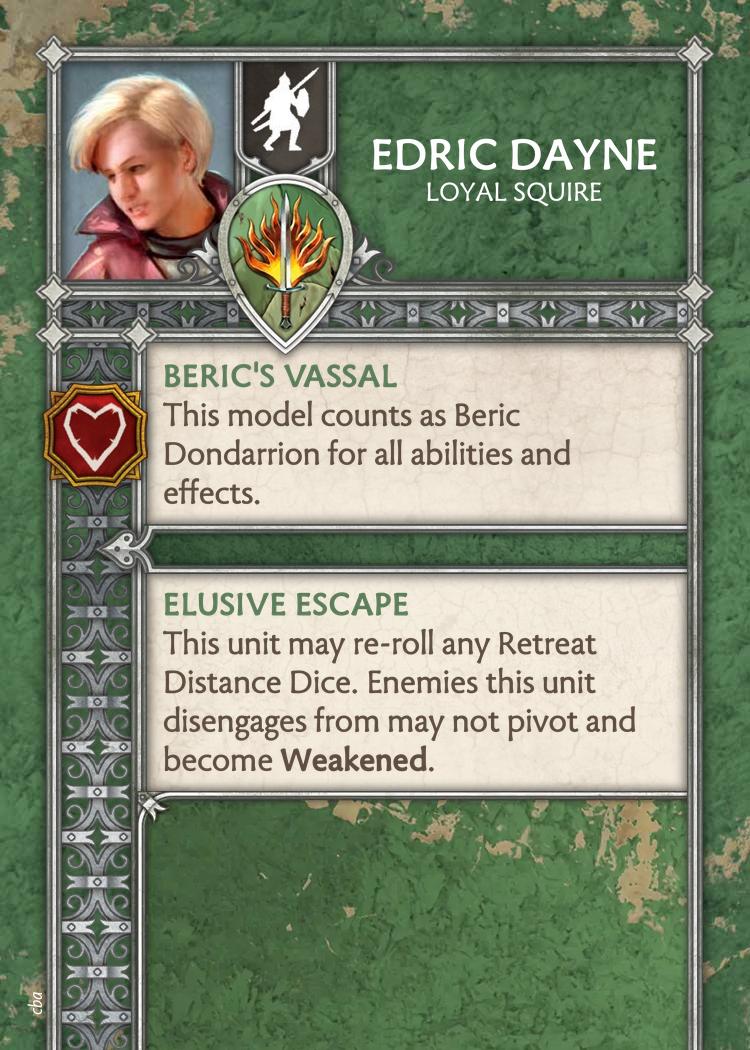 EDRIC DAYNE
LOYAL SQUIRE
BERIC'S VASSAL
This model counts as Beric
Dondarrion for all abilities and
effects.
ELUSIVE ESCAPE
This unit may re-roll any Retreat
Distance Dice. Enemies this unit
disengages from may not pivot and
become Weakened.
cba